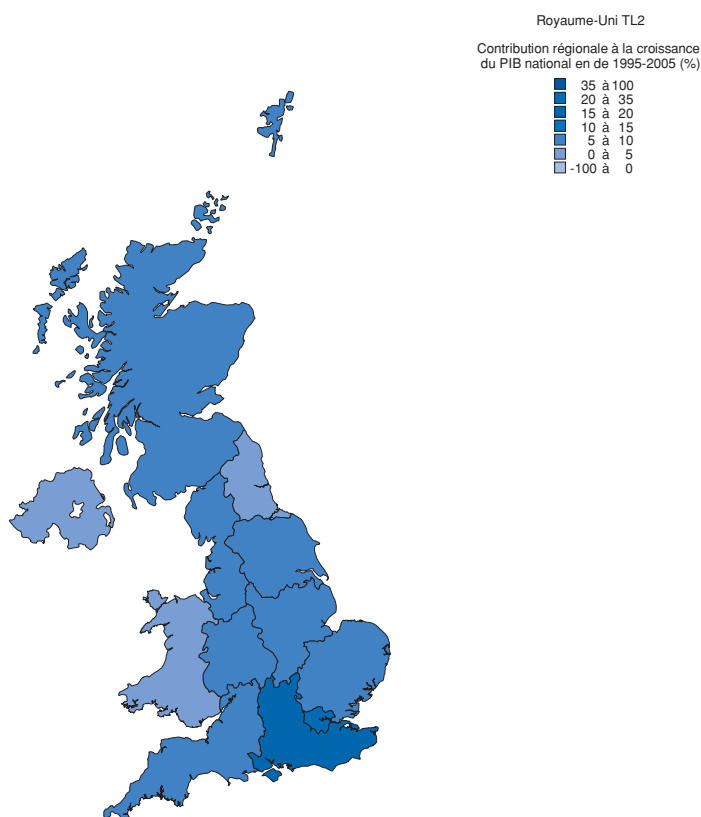 Royaume-Uni TL2
Contribution régionale à la croissance
du PIB national en de 1995-2005 (%)
35 à 100
20 à 35
15 à 20
10 à 15
5 à 10
0 à 5
-100 à 0